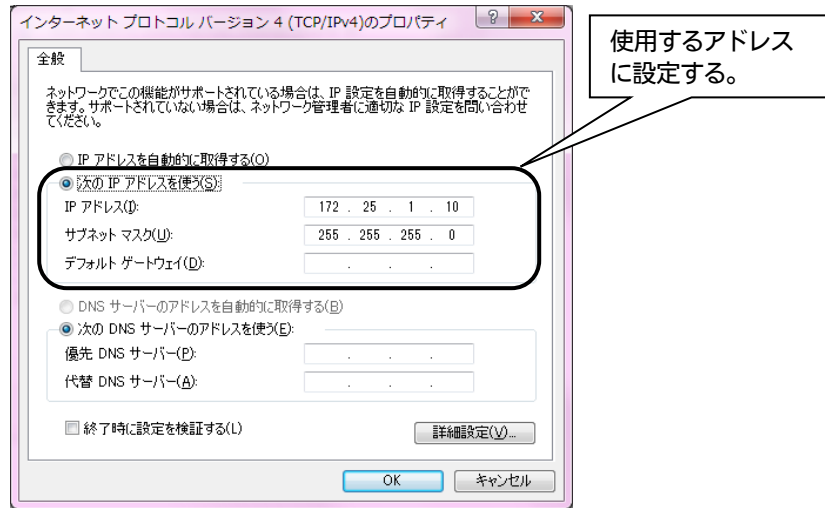 インターネット プロトコル バージョン 4 (TCP/IPv4)のプロパティ
使用するアドレス
に設定する。
全般
ネットワークでこの機能がサポートされている場合は、IP 設定を自動的に取得することがで
きます。サポートされていない場合は、ネットワーク管理者に適切な IP 設定を問い合わせ
てください。
IP アドレスを自動的に取得する(O)
次の IP アドレスを使う(S):
IP アドレス(I): 172 . 25 . 1 . 10
サブネット マスク(U): 255 . 255 . 255 . 0
デフォルト ゲートウェイ(D): . . .
DNS サーバーのアドレスを自動的に取得する(B)
次の DNS サーバーのアドレスを使う(E):
優先 DNS サーバー(P): . . .
代替 DNS サーバー(A): . . .
終了時に設定を検証する(L)
詳細設定(V)...
OK キャンセル